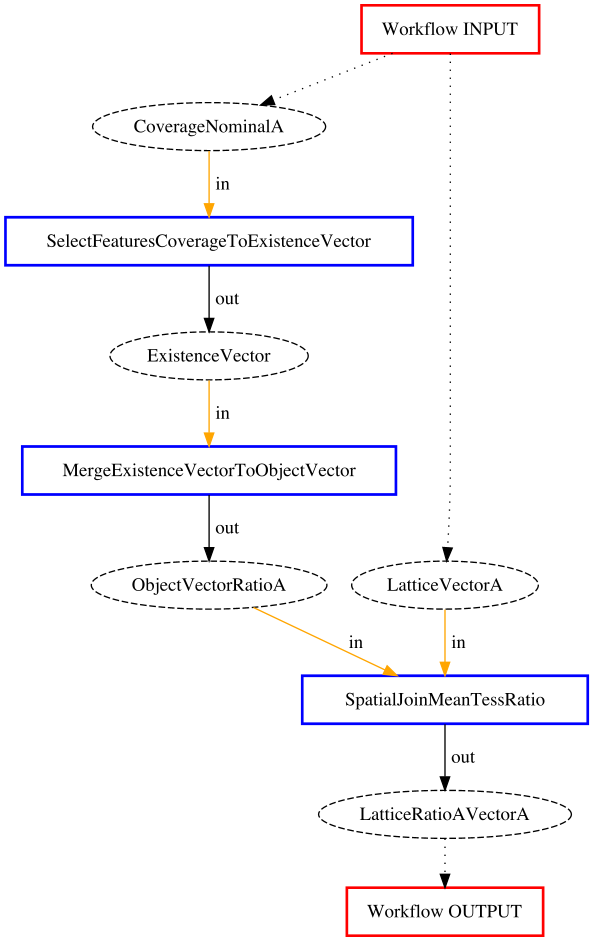 Workflow INPUT
CoverageNominalA
in
SelectFeaturesCoverageToExistenceVector
out
ExistenceVector
in
MergeExistenceVectorToObjectVector
out
ObjectVectorRatioA
LatticeVectorA
in
in
SpatialJoinMeanTessRatio
out
LatticeRatioAVectorA
Workflow OUTPUT